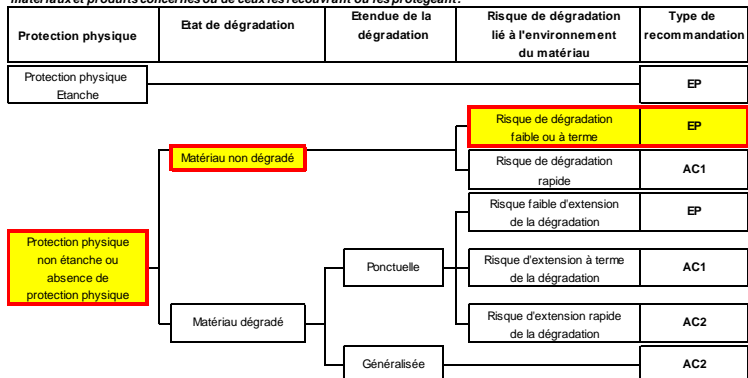 matériaux et produits concernés ou de ceux les recouvrant ou les protégeant.
Protection physique
Etat de dégradation
Etendue de la
dégradation
Risque de dégradation
lié à l'environnement
du matériau
Type de
recommandation
Protection physique
Etanche
EP
Risque de dégradation
faible ou à terme
EP
Matériau non dégradé
Risque de dégradation
rapide
AC1
Risque faible d'extension
de la dégradation
EP
Protection physique
non étanche ou
absence de
protection physique
Ponctuelle
Risque d'extension à terme
de la dégradation
AC1
Matériau dégradé
Risque d'extension rapide
de la dégradation
AC2
Généralisée
AC2